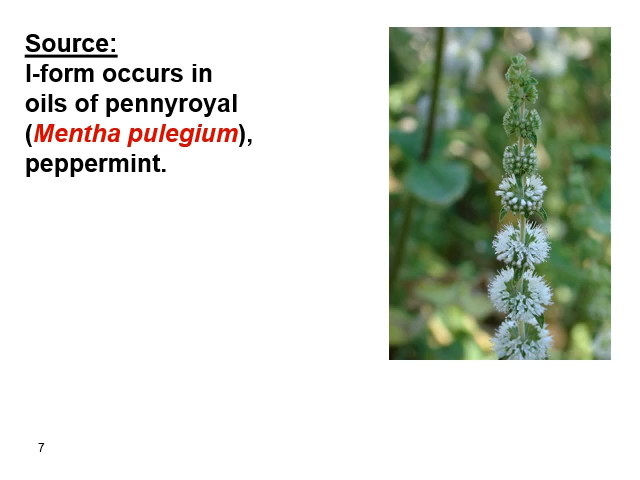 Source:
l-form occurs in
oils of pennyroyal
(Mentha pulegium),
peppermint.
7